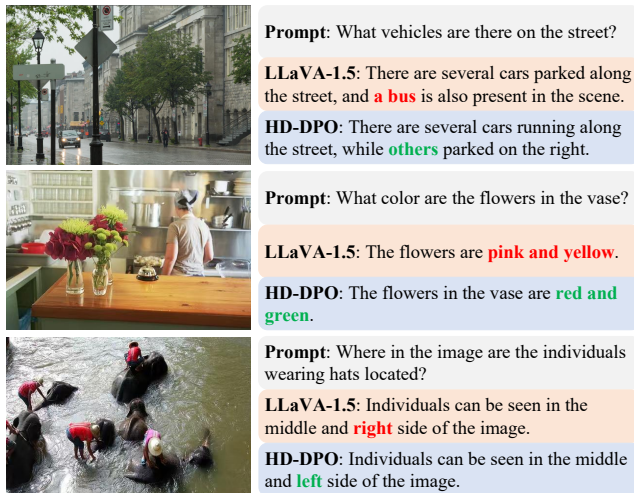 Prompt: What vehicles are there on the street?
LLaVA-1.5: There are several cars parked along
the street, and a bus is also present in the scene.
HD-DPO: There are several cars running along
the street, while others parked on the right.
Prompt: What color are the flowers in the vase?
LLaVA-1.5: The flowers are pink and yellow.
HD-DPO: The flowers in the vase are red and
green.
Prompt: Where in the image are the individuals
wearing hats located?
LLaVA-1.5: Individuals can be seen in the
middle and right side of the image.
HD-DPO: Individuals can be seen in the middle
and left side of the image.